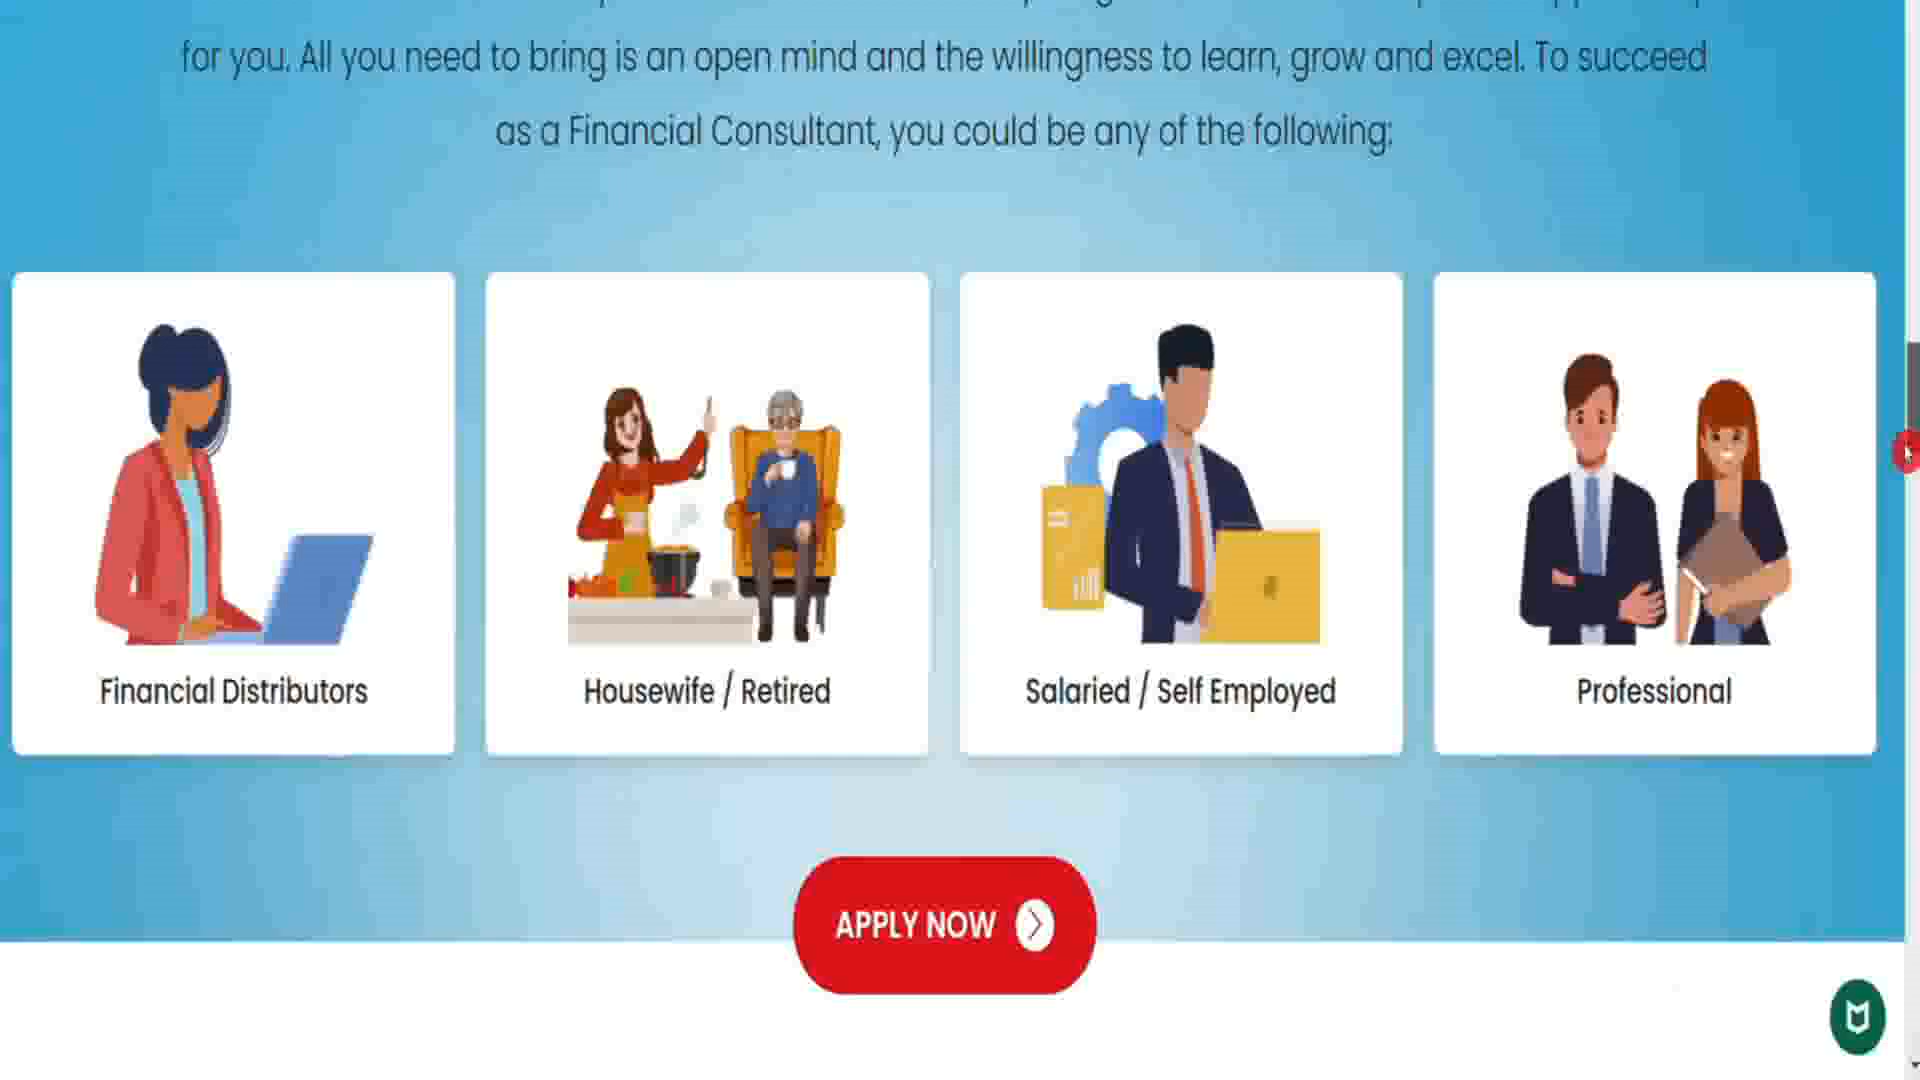 for you. All you need to bring is an open mind and the willingness to learn, grow and excel. To succeed
as a Financial Consultant, you could be any of the following:
Financial Distributors
Housewife / Retired
Salaried / Self Employed
Professional
APPLY NOW